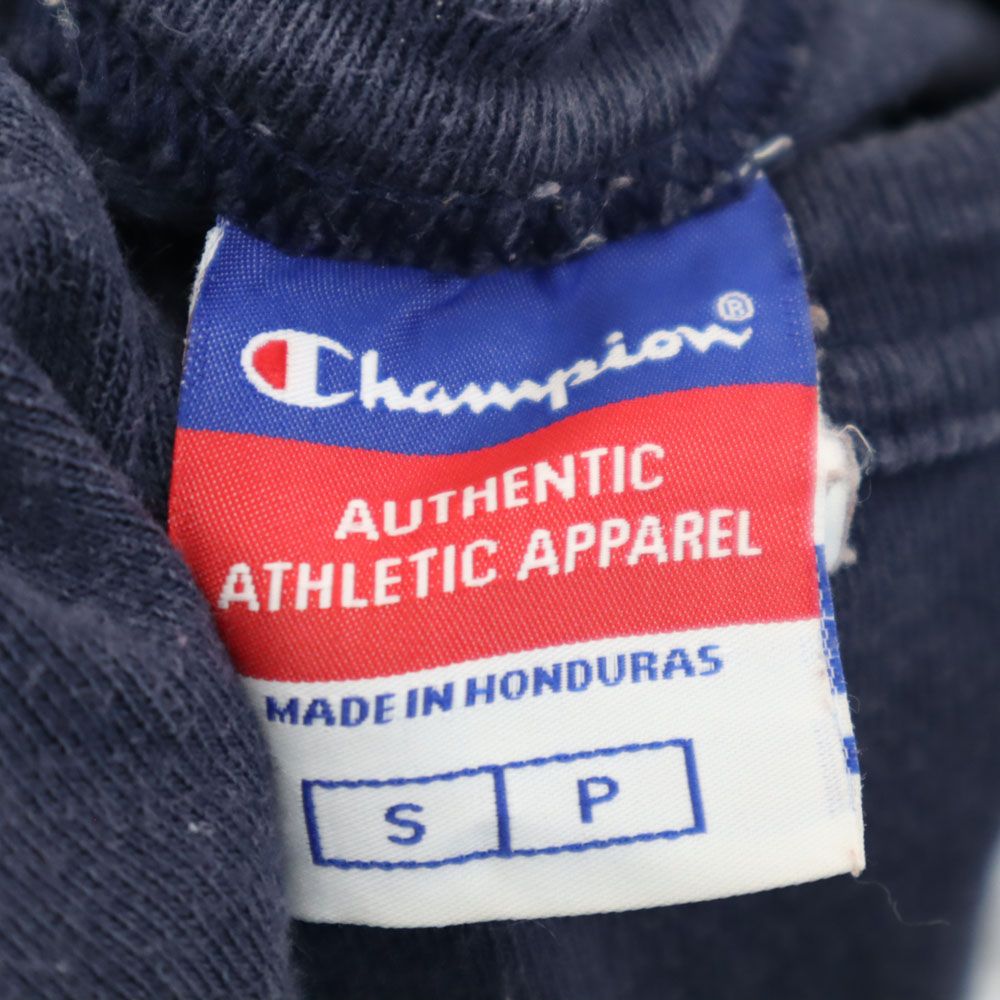 Champion®
AUTHENTIC
ATHLETIC APPAREL
MADE IN HONDURAS
S P